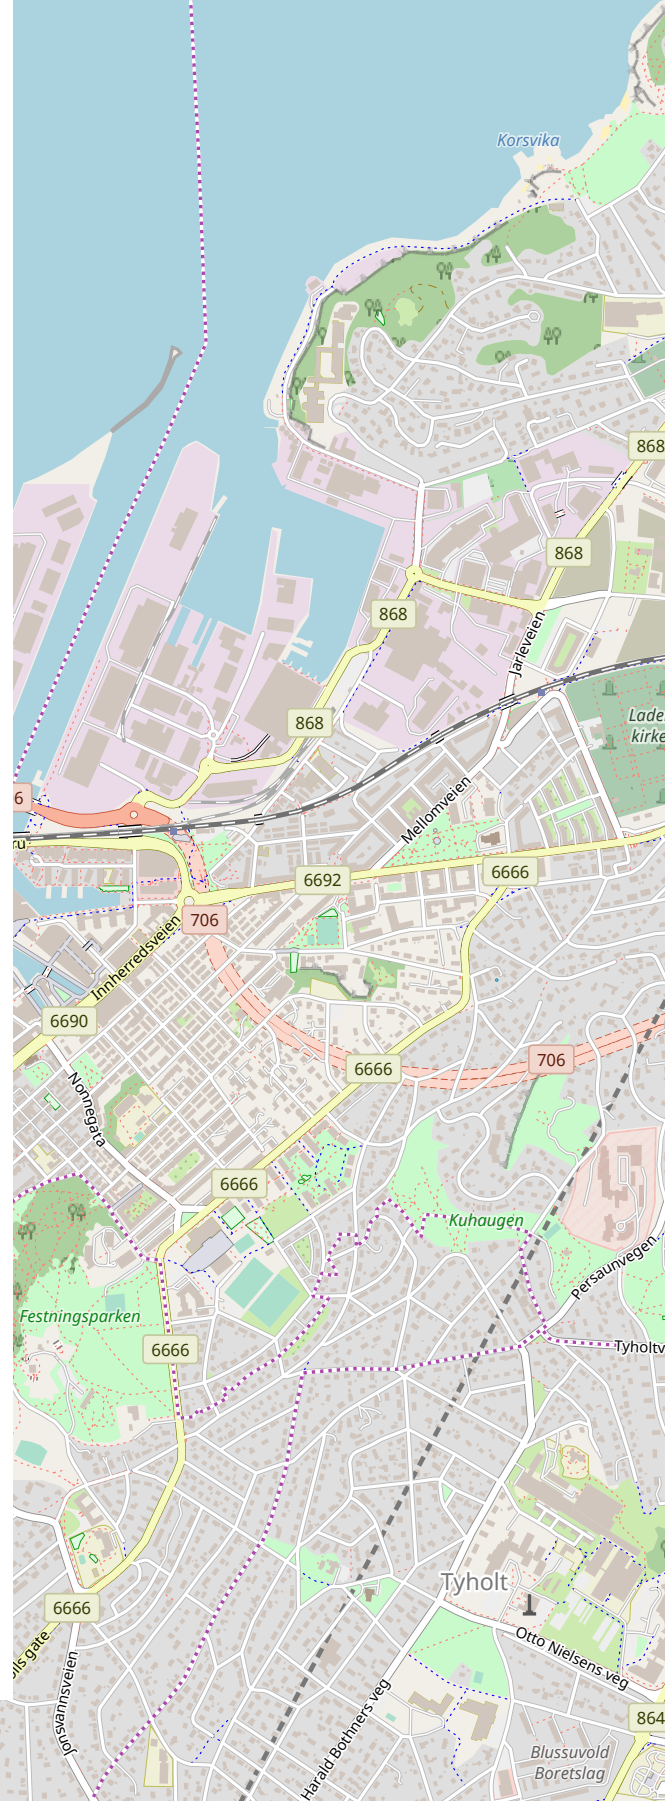 Korsvika
868
868
868
Jarleveien
Lade
kirke
868
6
Mellomveien
6692
6666
706
Innherredsveien
6690
6666
706
Nonnegata
6666
Kuhaugen
Persaunvegen
Festningsparken
6666
Tyholtv
Tyholt
6666
Otto Nielsens veg
Jonsvannsveien
Harald Bothners veg
864
Blussuvold
Boretslag